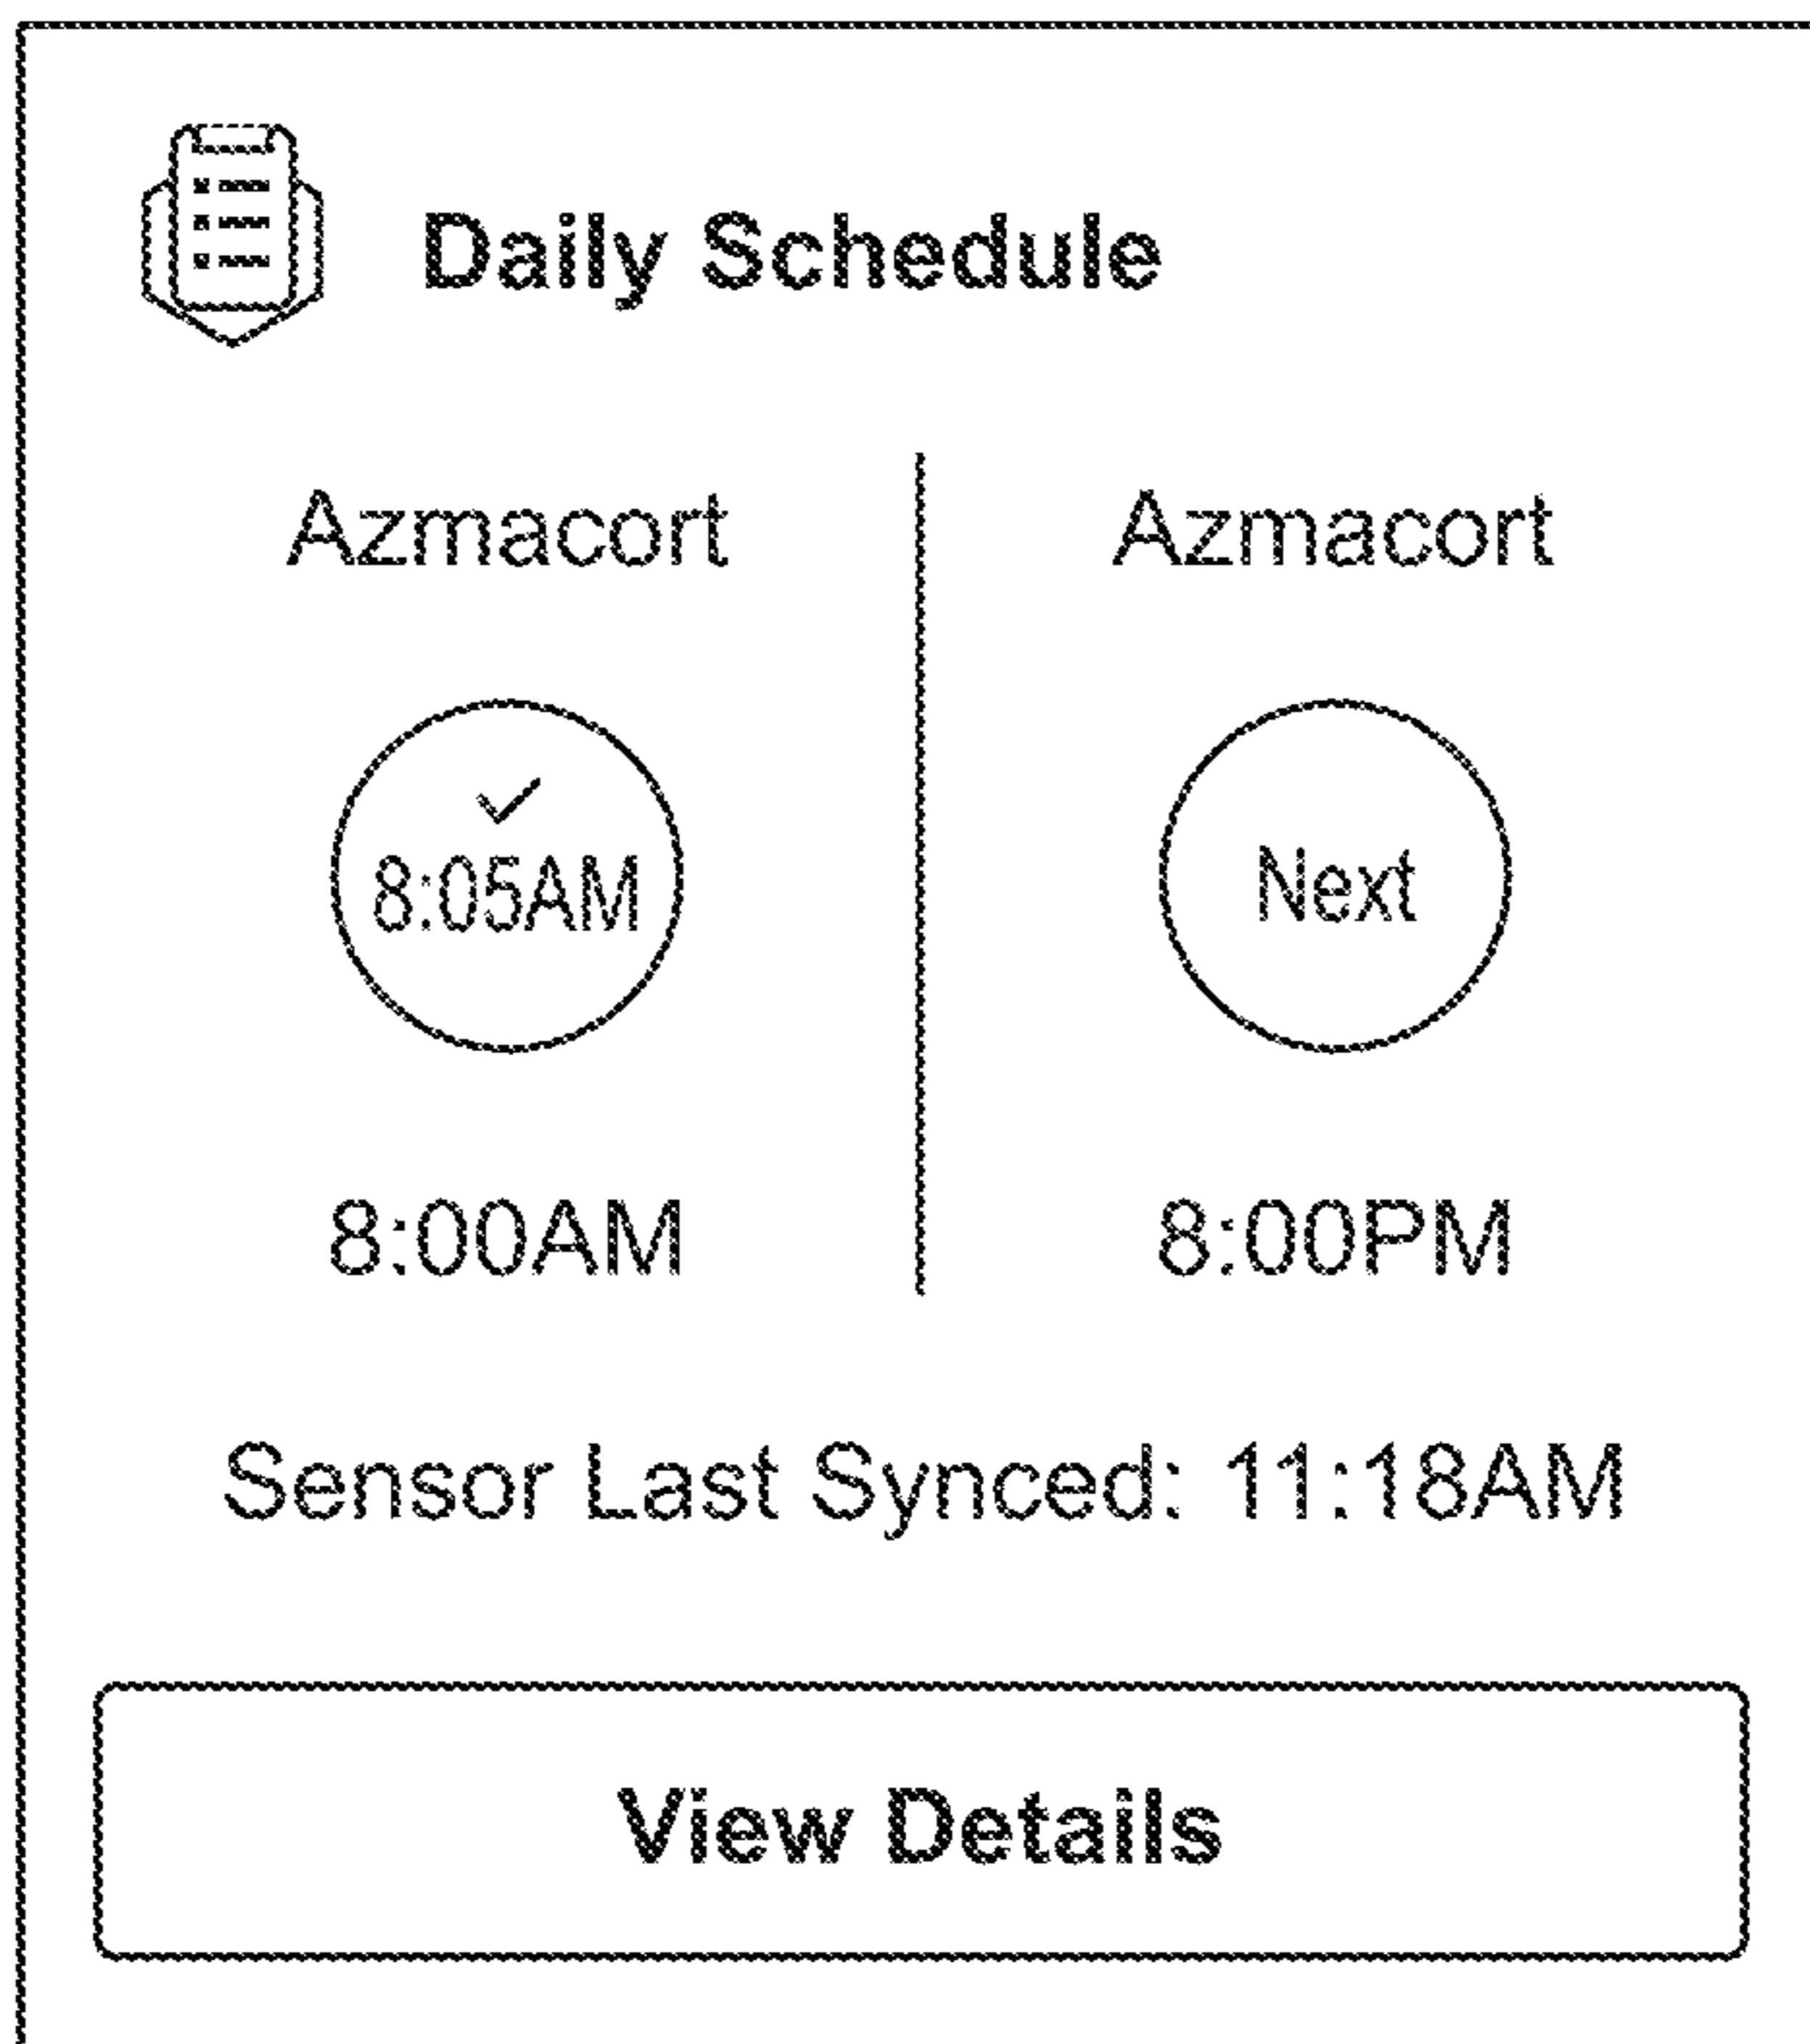 Daily Schedule
Azmacort
Azmacort
8:05AM
Next
8:00AM
8:00PM
Sensor Last Synced: 11:18AM
View Details